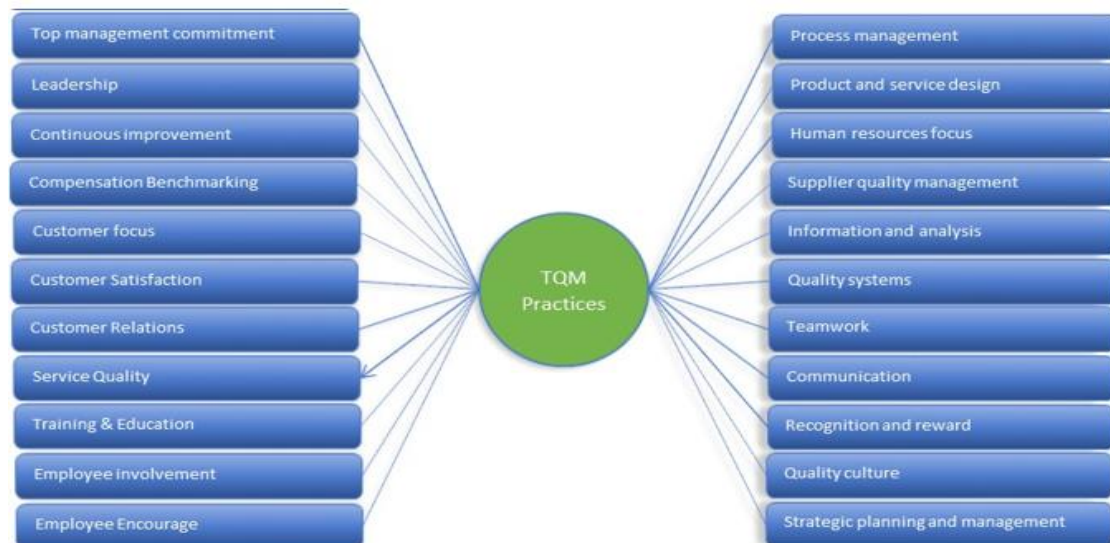 Top management commitment
Leadership
Continuous improvement
Compensation Benchmarking
Customer focus
Customer Satisfaction
Customer Relations
Service Quality
Training & Education
Employee involvement
Employee Encourage
TQM
Practices
Process management
Product and service design
Human resources focus
Supplier quality management
Information and analysis
Quality systems
Teamwork
Communication
Recognition and reward
Quality culture
Strategic planning and management